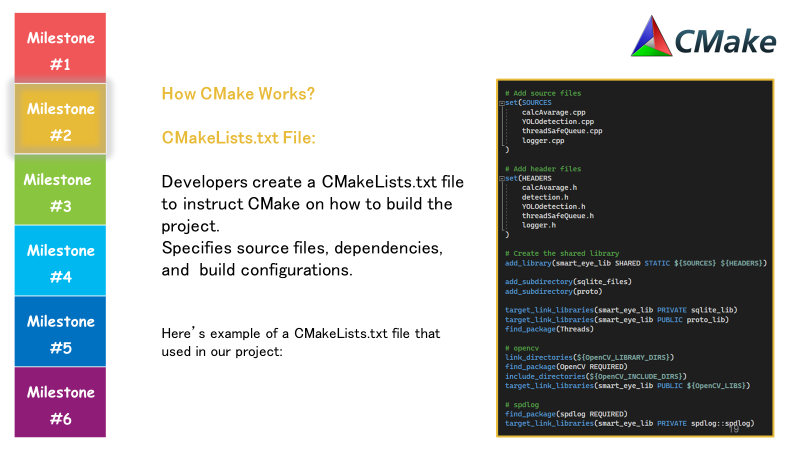 Milestone
#1
Milestone
#2
Milestone
#3
Milestone
#4
Milestone
#5
Milestone
#6
CMake
How CMake Works?
CMakeLists.txt File:
Developers create a CMakeLists.txt file
to instruct CMake on how to build the
project.
Specifies source files, dependencies,
and build configurations.
Here's example of a CMakeLists.txt file that
used in our project:
# Add source files
set(SOURCES
calcAvarage.cpp
YOLOdetection.cpp
threadSafeQueue.cpp
logger.cpp
)
# Add header files
set(HEADERS
calcAvarage.h
detection.h
YOLOdetection.h
threadSafeQueue.h
logger.h
)
# Create the shared library
add_library(smart_eye_lib SHARED STATIC ${SOURCES} ${HEADERS})
add_subdirectory(sqlite_files)
add_subdirectory(proto)
target_link_libraries(smart_eye_lib PRIVATE sqlite_lib)
target_link_libraries(smart_eye_lib PUBLIC proto_lib)
find_package(Threads)
# opencv
link_directories(${OpenCV_LIBRARY_DIRS})
find_package(OpenCV REQUIRED)
include_directories(${OpenCV_INCLUDE_DIRS})
target_link_libraries(smart_eye_lib PUBLIC ${OpenCV_LIBS})
# spdlog
find_package(spdlog REQUIRED)
target_link_libraries(smart_eye_lib PRIVATE spdlog::spdlog)
19